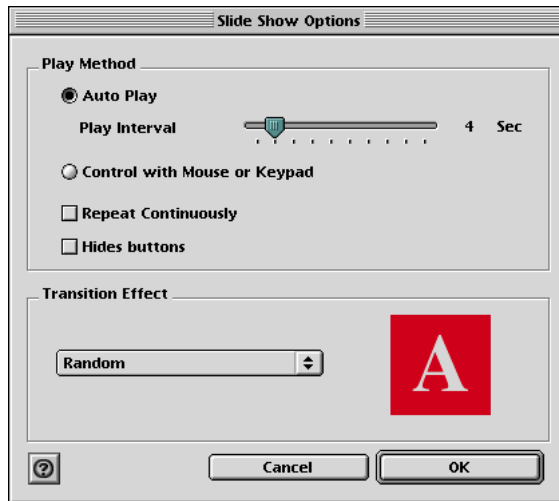 Slide Show Options
Play Method
Auto Play
Play Interval 4 Sec
Control with Mouse or Keypad
Repeat Continuously
Hides buttons
Transition Effect
Random
A
?
Cancel OK